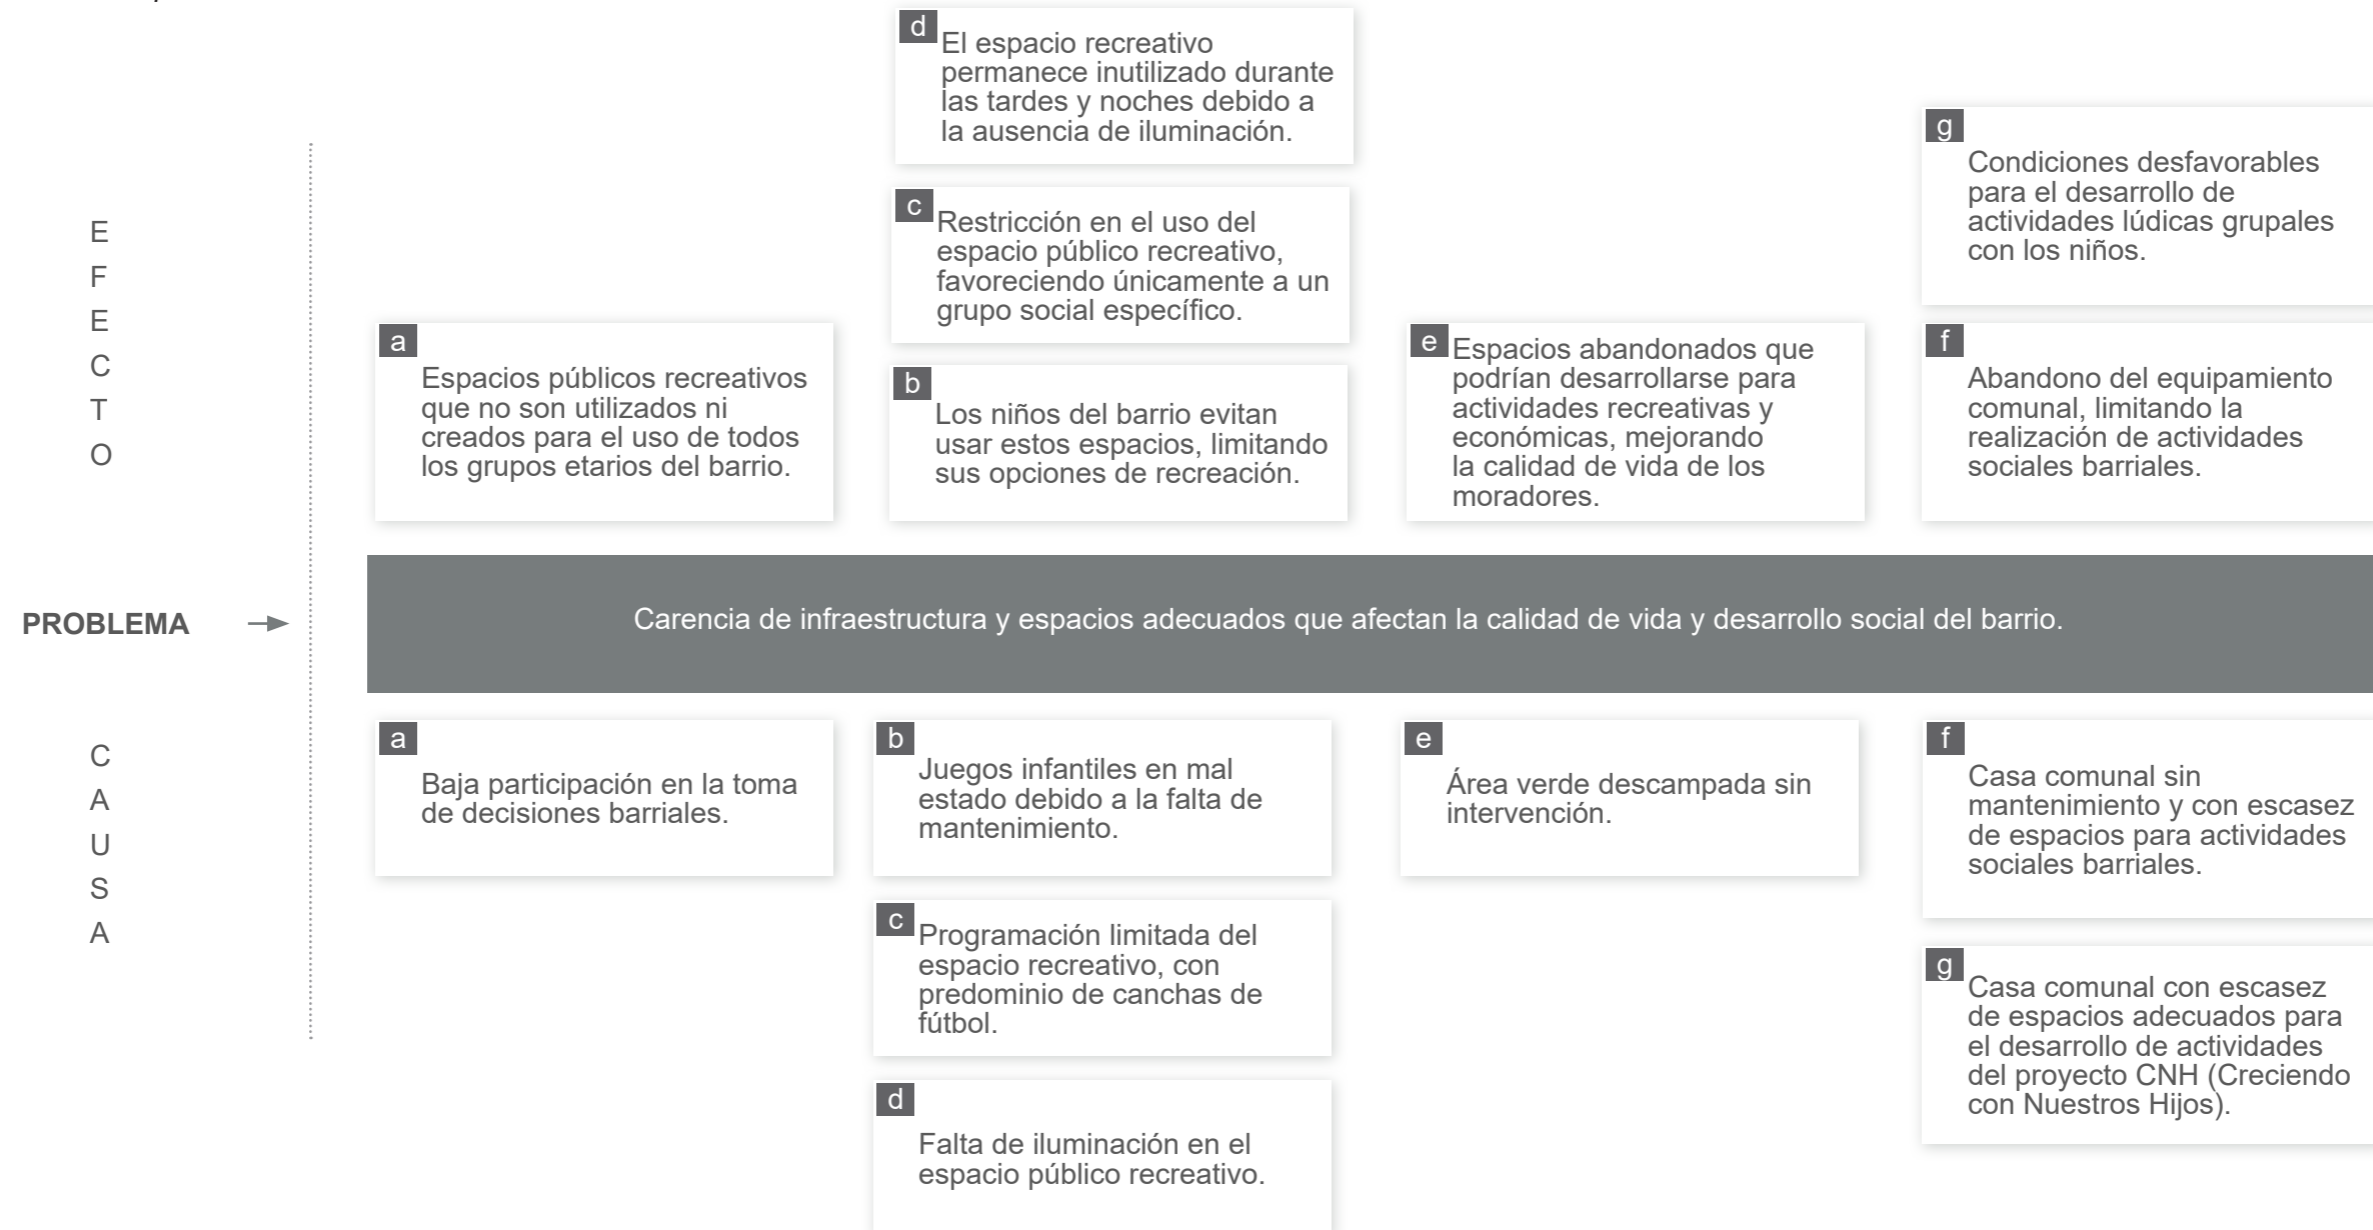 d
El espacio recreativo
permanece inutilizado durante
las tardes y noches debido a
la ausencia de iluminación.
g
Condiciones desfavorables
para el desarrollo de
actividades lúdicas grupales
con los niños.
c
Restricción en el uso del
espacio público recreativo,
favoreciendo únicamente a un
grupo social específico.
E
F
E
C
T
O
a
Espacios públicos recreativos
que no son utilizados ni
creados para el uso de todos
los grupos etarios del barrio.
b
Los niños del barrio evitan
usar estos espacios, limitando
sus opciones de recreación.
e
Espacios abandonados que
podrían desarrollarse para
actividades recreativas y
económicas, mejorando
la calidad de vida de los
moradores.
f
Abandono del equipamiento
comunal, limitando la
realización de actividades
sociales barriales.
PROBLEMA
Carencia de infraestructura y espacios adecuados que afectan la calidad de vida y desarrollo social del barrio.
C
A
U
S
A
a
Baja participación en la toma
de decisiones barriales.
b
Juegos infantiles en mal
estado debido a la falta de
mantenimiento.
e
Área verde descampada sin
intervención.
f
Casa comunal sin
mantenimiento y con escasez
de espacios para actividades
sociales barriales.
c
Programación limitada del
espacio recreativo, con
predominio de canchas de
fútbol.
g
Casa comunal con escasez
de espacios adecuados para
el desarrollo de actividades
del proyecto CNH (Creciendo
con Nuestros Hijos).
d
Falta de iluminación en el
espacio público recreativo.